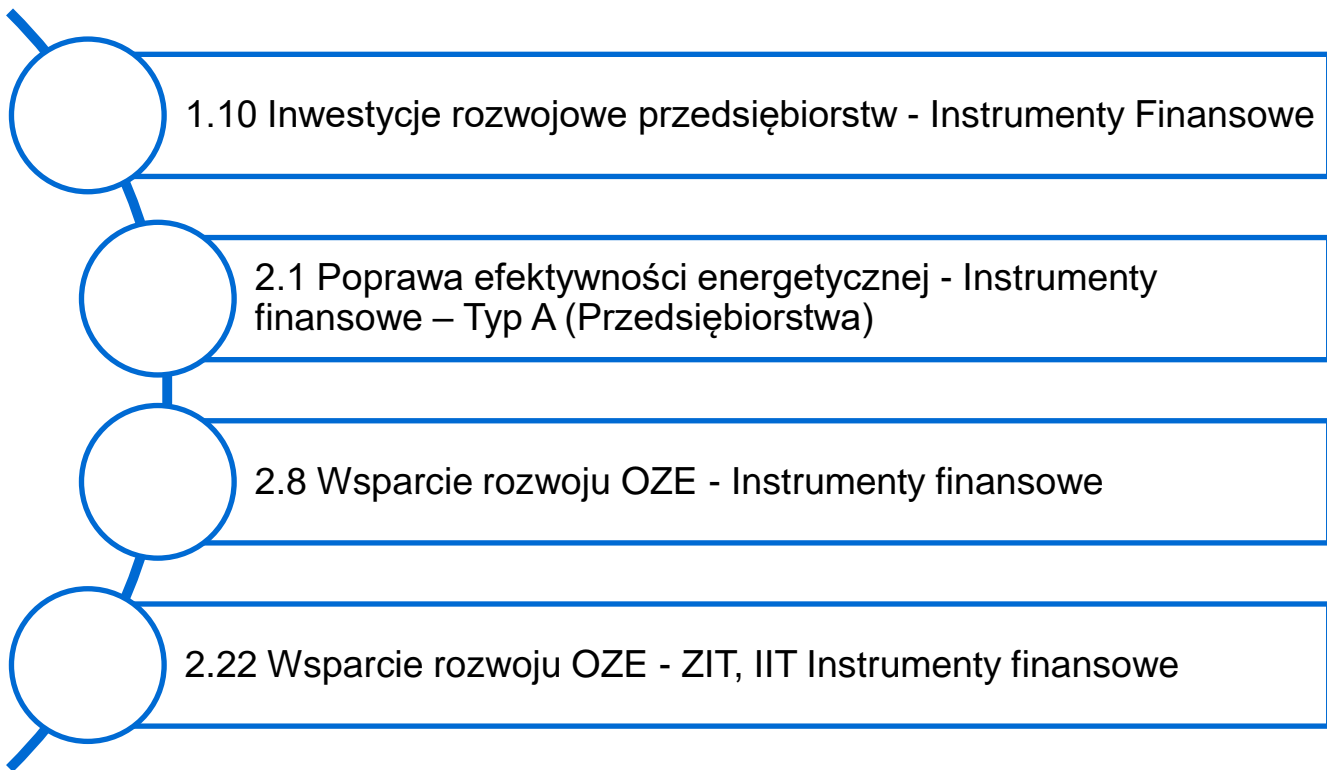 1.10 Inwestycje rozwojowe przedsiębiorstw - Instrumenty Finansowe
2.1 Poprawa efektywności energetycznej - Instrumenty
finansowe – Typ A (Przedsiębiorstwa)
2.8 Wsparcie rozwoju OZE - Instrumenty finansowe
2.22 Wsparcie rozwoju OZE - ZIT, IIT Instrumenty finansowe